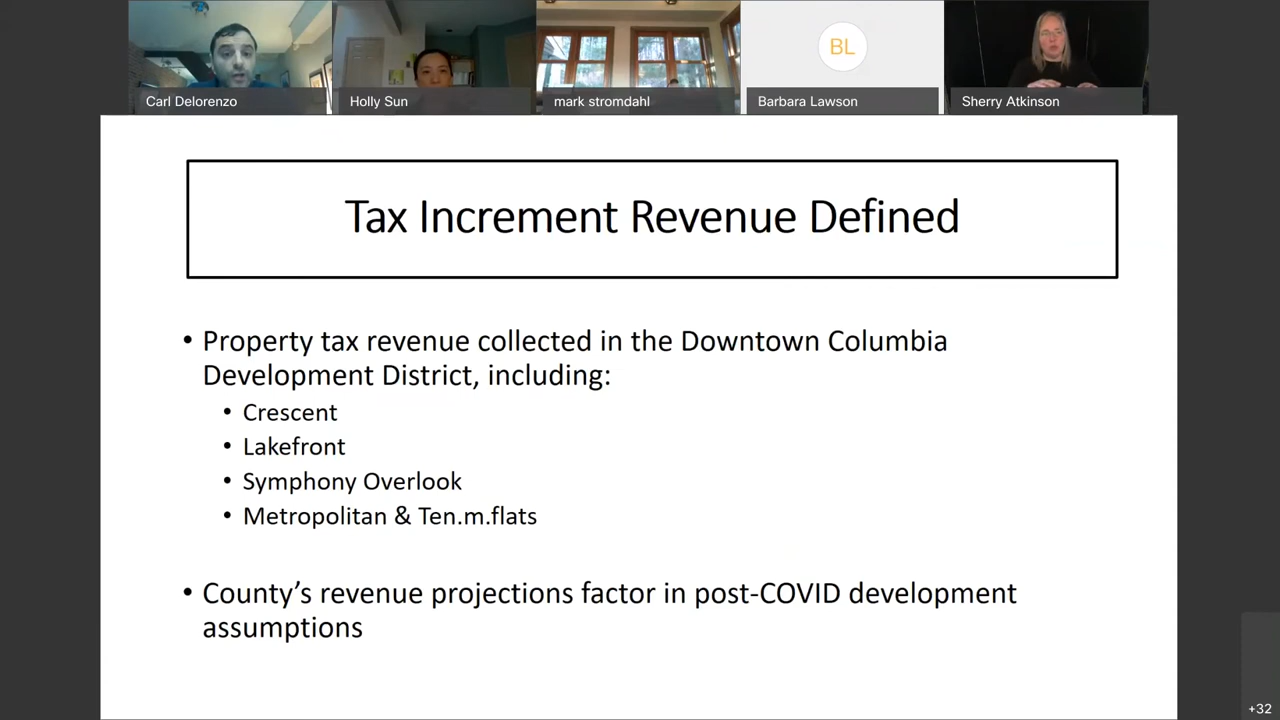 BL
Carl Delorenzo
Holly Sun
mark stromdahl
Barbara Lawson
Sherry Atkinson
Tax Increment Revenue Defined
• Property tax revenue collected in the Downtown Columbia
Development District, including:
• Crescent
• Lakefront
• Symphony Overlook
• Metropolitan & Ten.m.flats
• County's revenue projections factor in post-COVID development
assumptions
+32